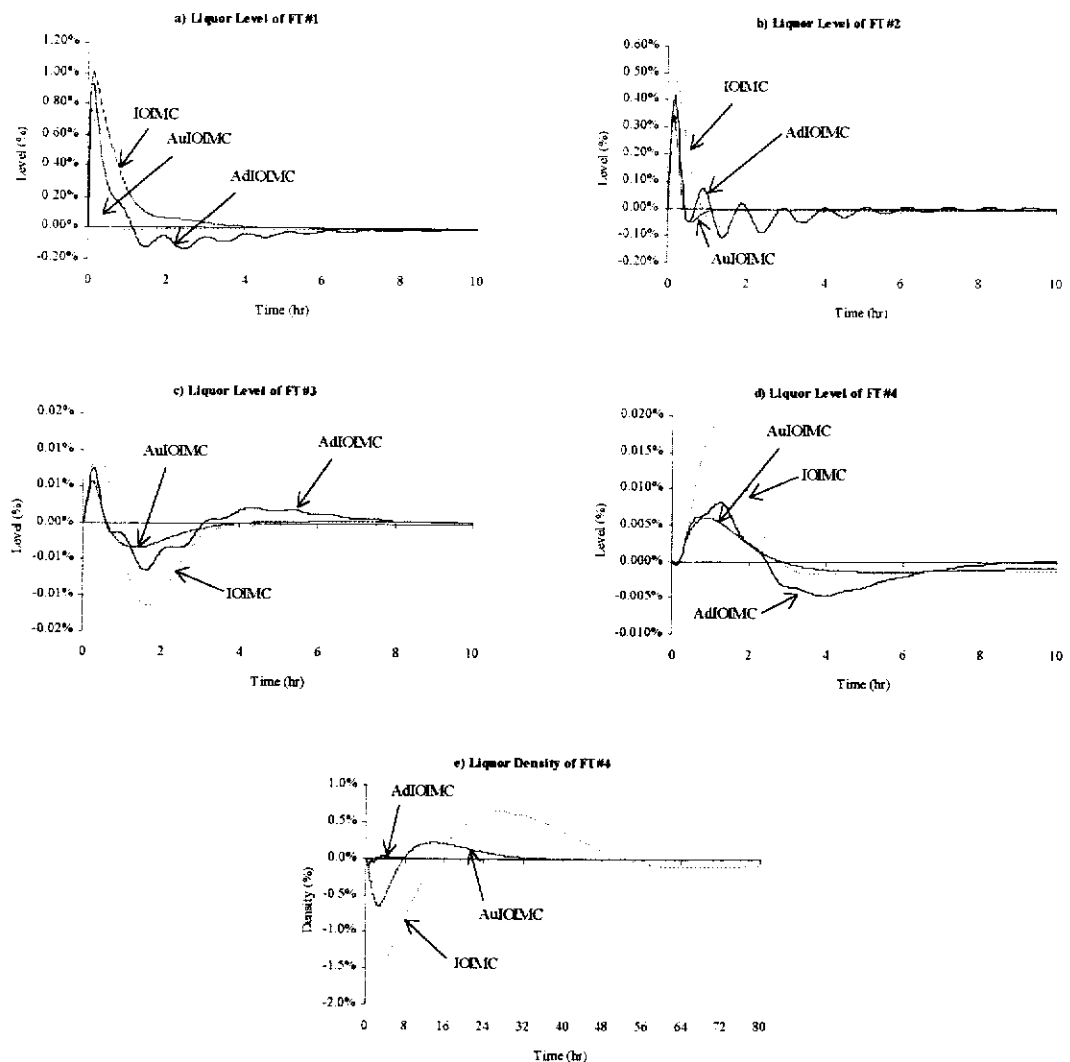 a) Liquor Level of FT#1
1.20%
1.00%
0.80%
0.60%
0.40%
0.20%
0.00%
-0.20%
Level (%)
IOIMC
AuIOIMC
AdIOIMC
0 2 4 6 8 10
Time (hr)
b) Liquor Level of FT#2
0.60%
0.50%
0.40%
0.30%
0.20%
0.10%
0.00%
-0.10%
-0.20%
Level (%)
IOIMC
AdIOIMC
AuIOIMC
0 2 4 6 8 10
Time (hr)
c) Liquor Level of FT#3
0.02%
0.01%
0.01%
0.00%
-0.01%
-0.01%
-0.02%
Level (%)
AuIOIMC
AdIOIMC
IOIMC
0 2 4 6 8 10
Time (hr)
d) Liquor Level of FT#4
0.020%
0.015%
0.010%
0.005%
0.000%
-0.005%
-0.010%
Level (%)
AuIOIMC
IOIMC
AdIOIMC
0 2 4 6 8 10
Time (hr)
e) Liquor Density of FT#4
1.0%
0.5%
0.0%
-0.5%
-1.0%
-1.5%
-2.0%
Density (%)
AdIOIMC
AuIOIMC
IOIMC
0 8 16 24 32 40 48 56 64 72 80
Time (hr)